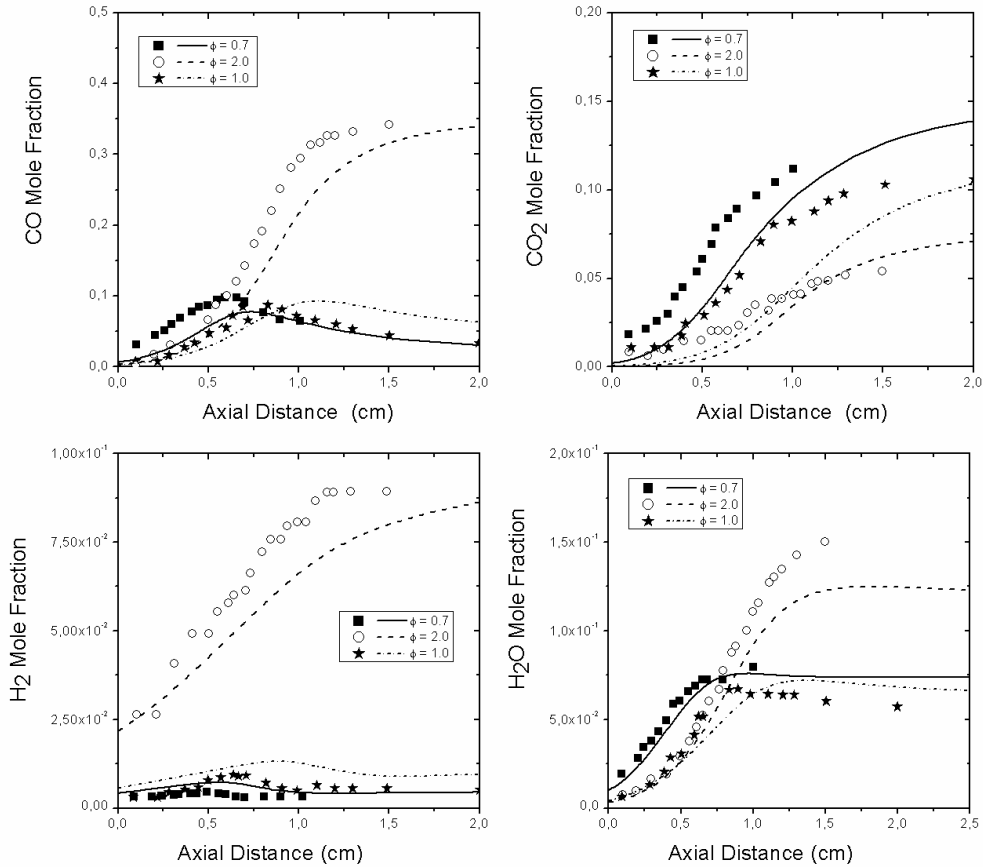 0,5
0,4
0,3
0,2
0,1
0,0
CO Mole Fraction
ϕ = 0.7
ϕ = 2.0
ϕ = 1.0
0,0 0,5 1,0 1,5 2,0
Axial Distance (cm)
0,20
0,15
0,10
0,05
0,00
CO2 Mole Fraction
ϕ = 0.7
ϕ = 2.0
ϕ = 1.0
0,0 0,5 1,0 1,5 2,0
Axial Distance (cm)
1,00x10⁻¹
7,50x10⁻²
5,00x10⁻²
2,50x10⁻²
0,00
H2 Mole Fraction
ϕ = 0.7
ϕ = 2.0
ϕ = 1.0
0,0 0,5 1,0 1,5 2,0
Axial Distance (cm)
2,0x10⁻¹
1,5x10⁻¹
1,0x10⁻¹
5,0x10⁻²
0,0
H2O Mole Fraction
ϕ = 0.7
ϕ = 2.0
ϕ = 1.0
0,0 0,5 1,0 1,5 2,0 2,5
Axial Distance (cm)